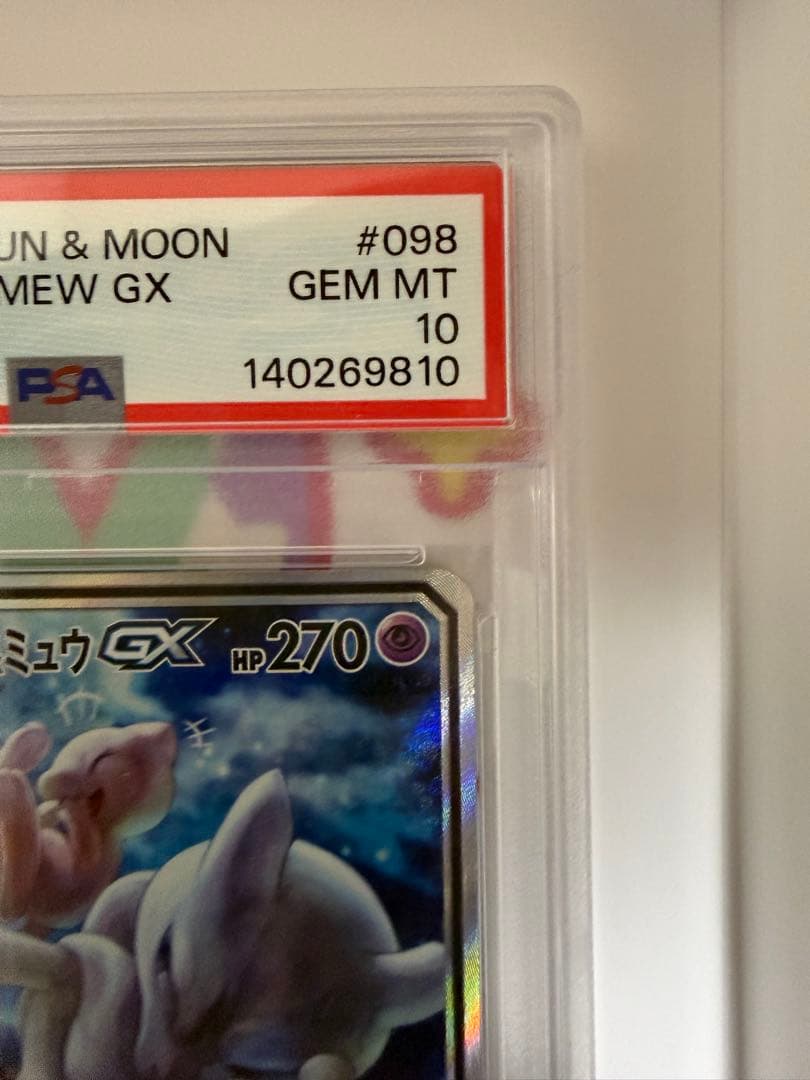 UN & MOON #098
MEW GX GEM MT
10
PSA 140269810
ミュウGX HP270